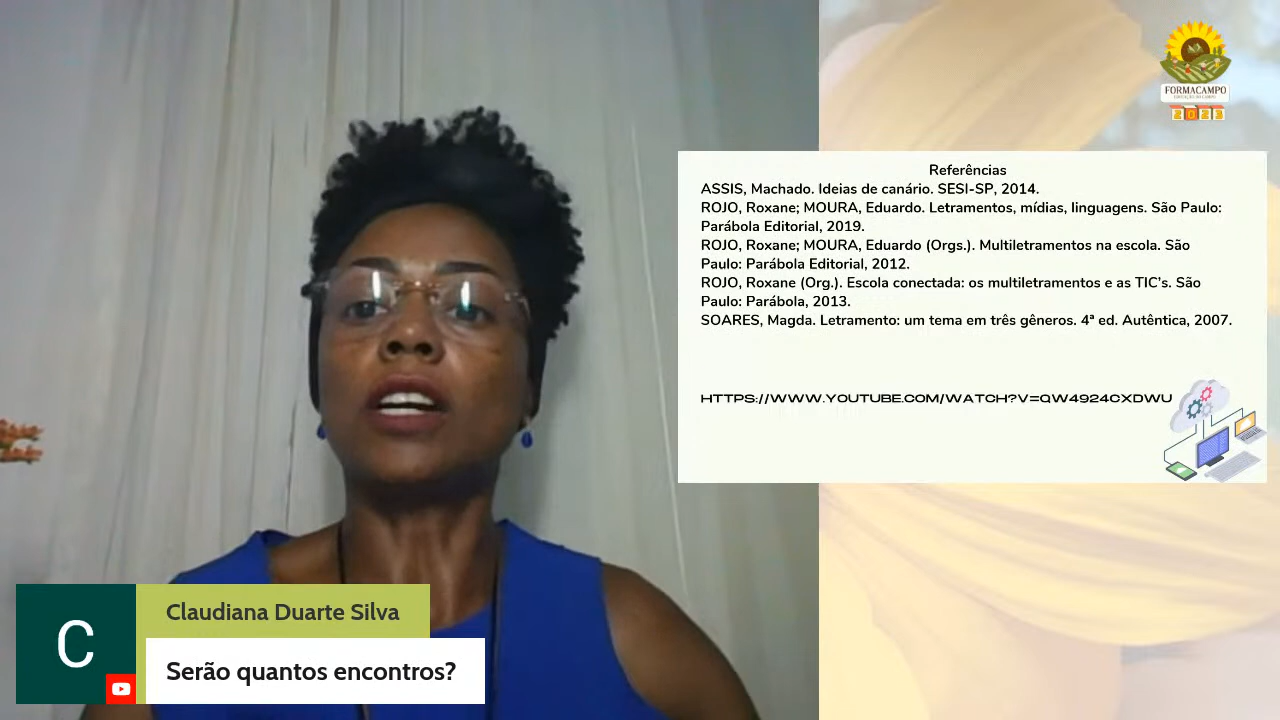 FORMACAMPO
2023
Referências
ASSIS, Machado. Ideias de canário. SESI-SP, 2014.
ROJO, Roxane; MOURA, Eduardo. Letramentos, mídias, linguagens. São Paulo:
Parábola Editorial, 2019.
ROJO, Roxane; MOURA, Eduardo (Orgs.). Multiletramentos na escola. São
Paulo: Parábola Editorial, 2012.
ROJO, Roxane (Org.). Escola conectada: os multiletramentos e as TIC's. São
Paulo: Parábola, 2013.
SOARES, Magda. Letramento: um tema em três gêneros. 4ª ed. Autêntica, 2007.
HTTPS://WWW.YOUTUBE.COM/WATCH?V=QW4924CXDWU
C
Claudiana Duarte Silva
Serão quantos encontros?